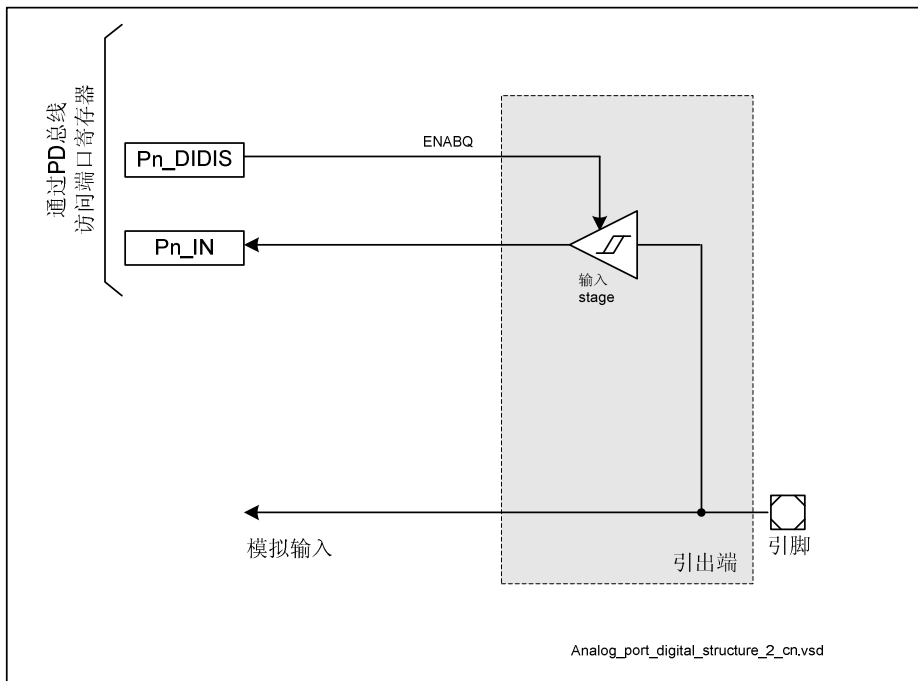 通过PD总线
访问端口寄存器
Pn_DIDIS
ENABQ
Pn_IN
输入
stage
模拟输入
引脚
引出端
Analog_port_digital_structure_2_cn.vsd